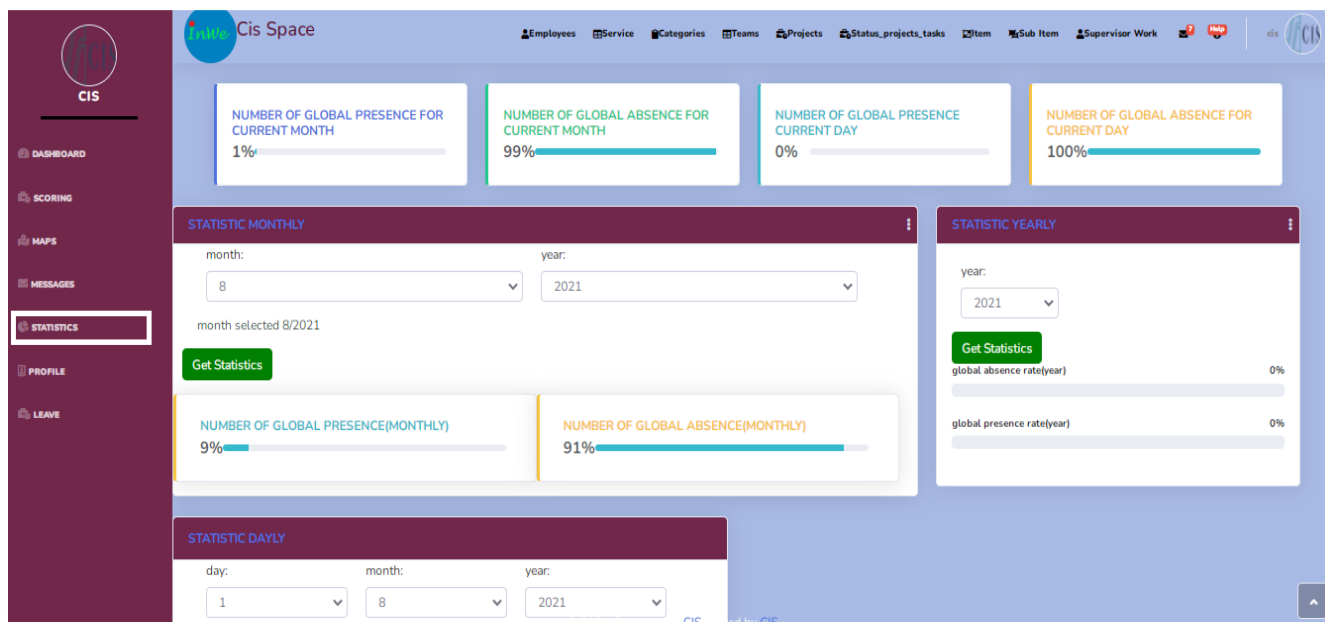 InWe Cis Space
Employees Service Categories Teams Projects Status_projects_tasks Item Sub Item Supervisor Work 7 Help cis CIS
CIS
DASHBOARD
SCORING
MAPS
MESSAGES
STATISTICS
PROFILE
LEAVE
NUMBER OF GLOBAL PRESENCE FOR
CURRENT MONTH
1%
NUMBER OF GLOBAL ABSENCE FOR
CURRENT MONTH
99%
NUMBER OF GLOBAL PRESENCE
CURRENT DAY
0%
NUMBER OF GLOBAL ABSENCE FOR
CURRENT DAY
100%
STATISTIC MONTHLY
month: year:
8 2021
month selected 8/2021
Get Statistics
NUMBER OF GLOBAL PRESENCE(MONTHLY)
9%
NUMBER OF GLOBAL ABSENCE(MONTHLY)
91%
STATISTIC YEARLY
year:
2021
Get Statistics
global absence rate(year) 0%
global presence rate(year) 0%
STATISTIC DAYLY
day: month: year:
1 8 2021
CIS by CIS